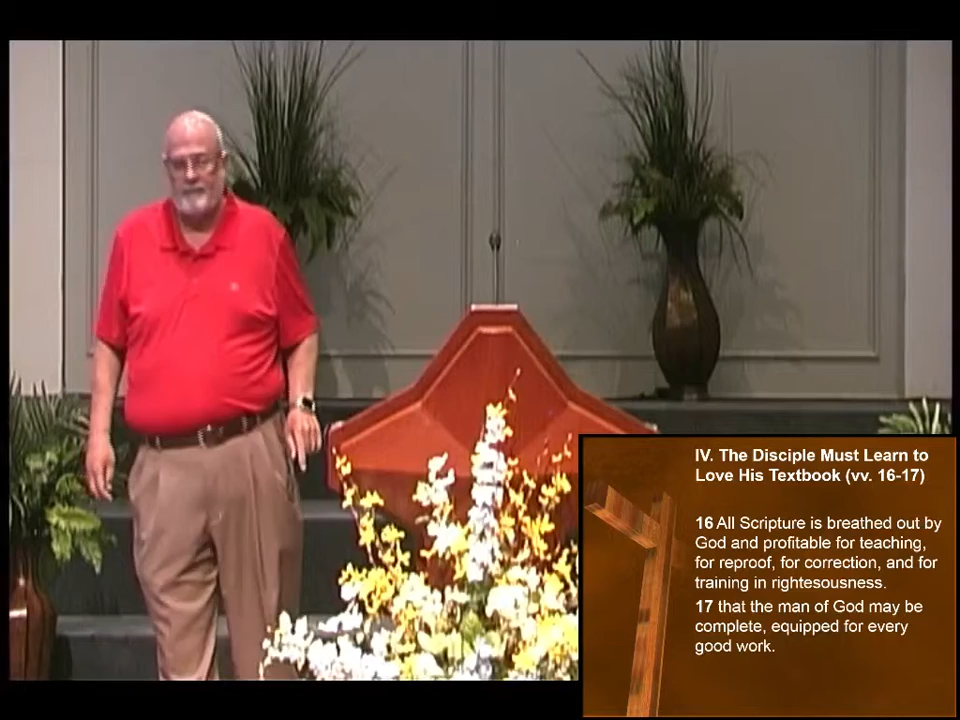 IV. The Disciple Must Learn to
Love His Textbook (vv. 16-17)
16 All Scripture is breathed out by
God and profitable for teaching,
for reproof, for correction, and for
training in rightesousness.
17 that the man of God may be
complete, equipped for every
good work.